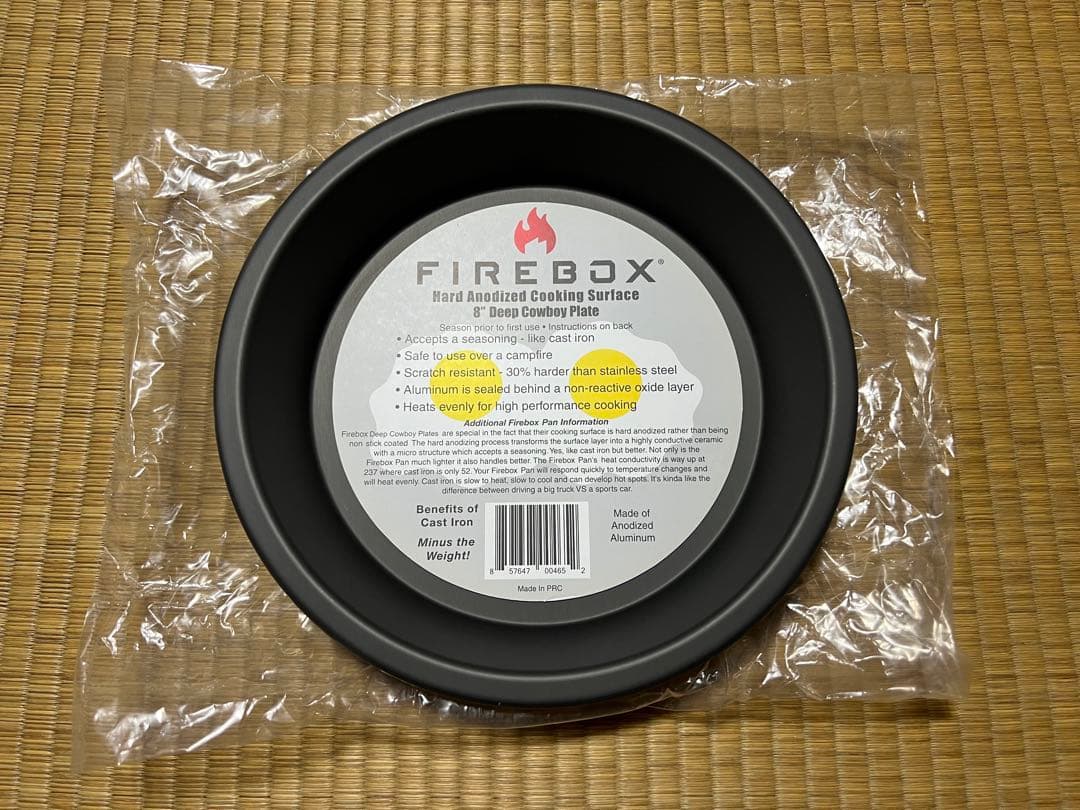 FIREBOX®
Hard Anodized Cooking Surface
8" Deep Cowboy Plate
Season prior to first use • Instructions on back
• Accepts a seasoning - like cast iron
• Safe to use over a campfire
• Scratch resistant - 30% harder than stainless steel
• Aluminum is sealed behind a non-reactive oxide layer
• Heats evenly for high performance cooking
Additional Firebox Pan Information
Firebox Deep Cowboy Plates are special in the fact that their cooking surface is hard anodized rather than being
non stick coated. The hard anodizing process transforms the surface layer into a highly conductive ceramic
with a micro structure which accepts a seasoning. Yes, like cast iron but better. Not only is the
Firebox Pan much lighter it also handles better. The Firebox Pan's heat conductivity is way up at
237 where cast iron is only 52. Your Firebox Pan will respond quickly to temperature changes and
will heat evenly. Cast iron is slow to heat, slow to cool and can develop hot spots. It's kinda like the
difference between driving a big truck VS a sports car.
Benefits of
Cast Iron
Minus the
Weight!
8 57647 00465 2
Made of
Anodized
Aluminum
Made In PRC